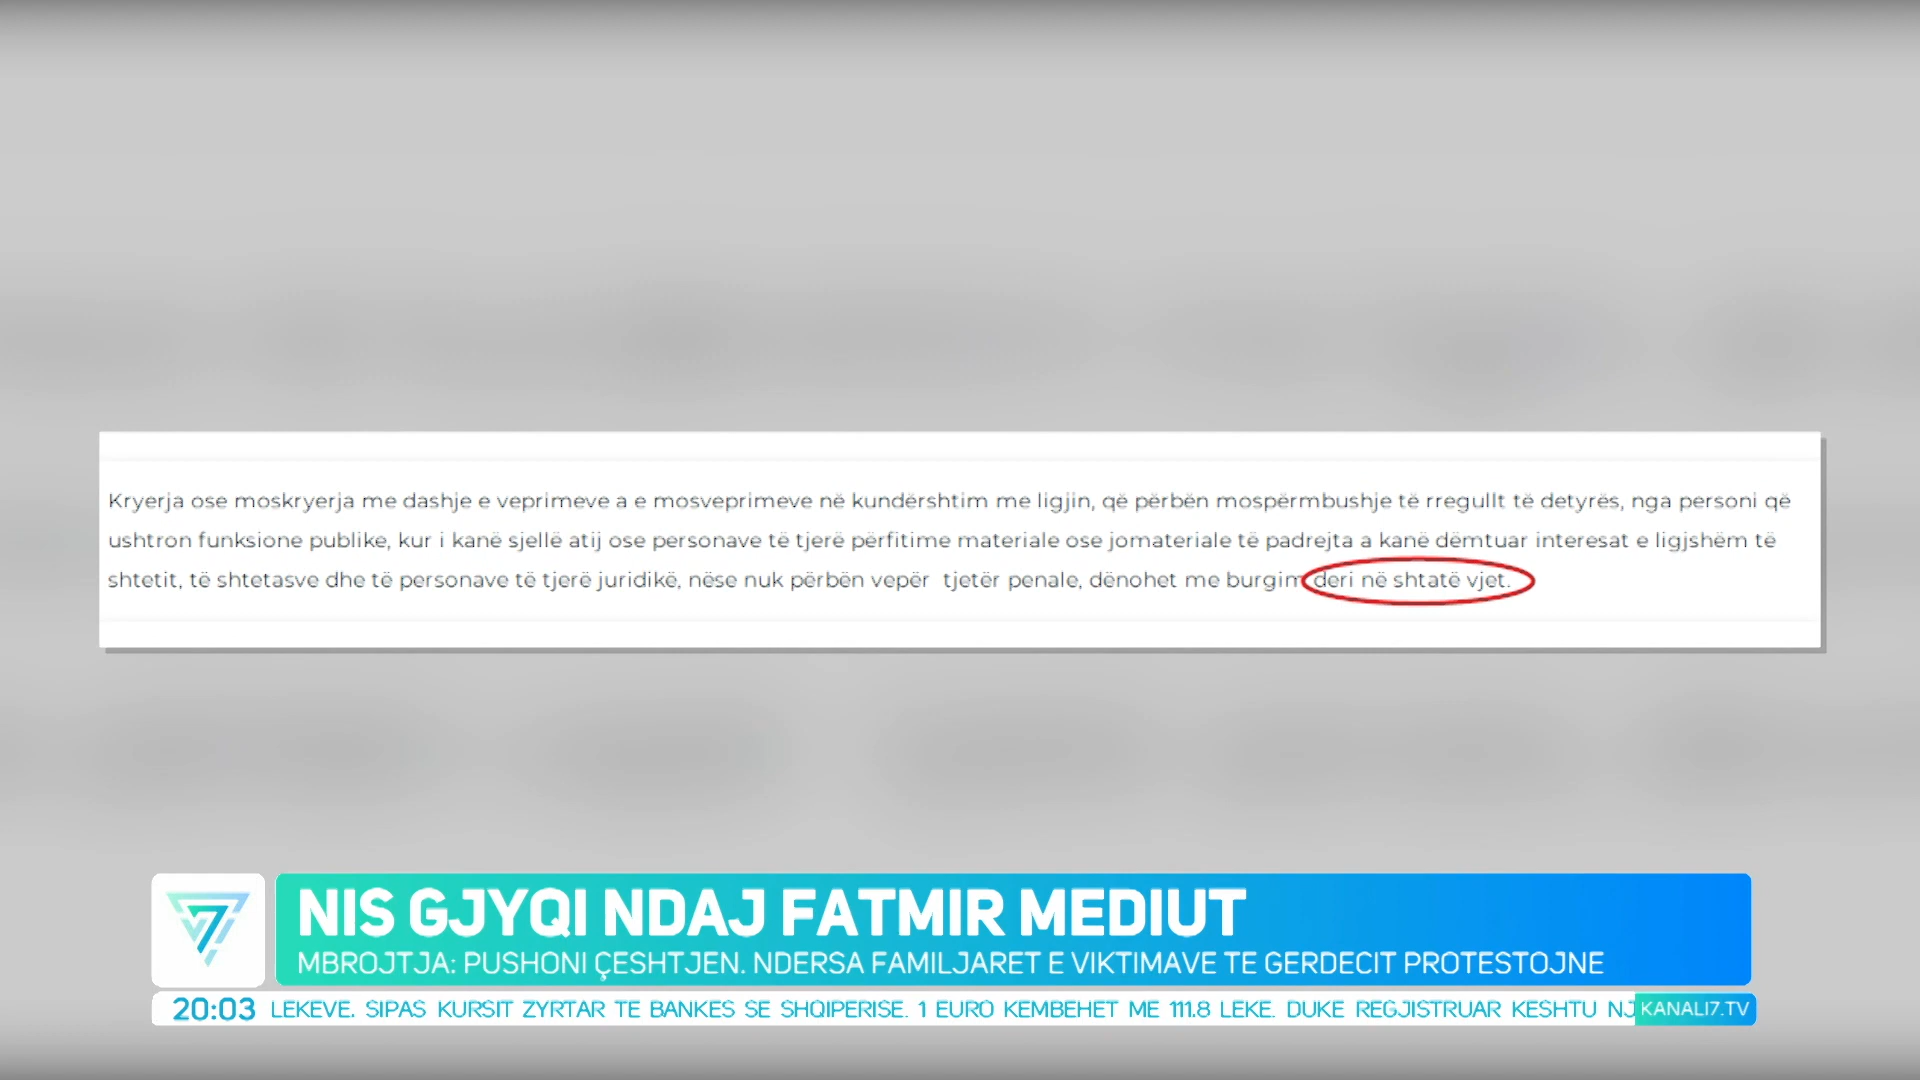 Kryerja ose moskryerja me dashje e veprimeve a e mosveprimeve në kundërshtim me ligjin, që përbën mospërmbushje të rregullt të detyrës, nga personi që
ushtron funksione publike, kur i kanë sjellë atij ose personave të tjerë përfitime materiale ose jomateriale të padrejta a kanë dëmtuar interesat e ligjshëm të
shtetit, të shtetasve dhe të personave të tjerë juridikë, nëse nuk përbën vepër tjetër penale, dënohet me burgim deri në shtatë vjet.
NIS GJYQI NDAJ FATMIR MEDIUT
MBROJTJA: PUSHONI ÇESHTJEN. NDERSA FAMILJARET E VIKTIMAVE TE GERDECIT PROTESTOJNE
20:03 LEKEVE. SIPAS KURSIT ZYRTAR TE BANKES SE SHQIPERISE. 1 EURO KEMBEHET ME 111.8 LEKE. DUKE REGJISTRUAR KESHTU NJ KANALI7.TV